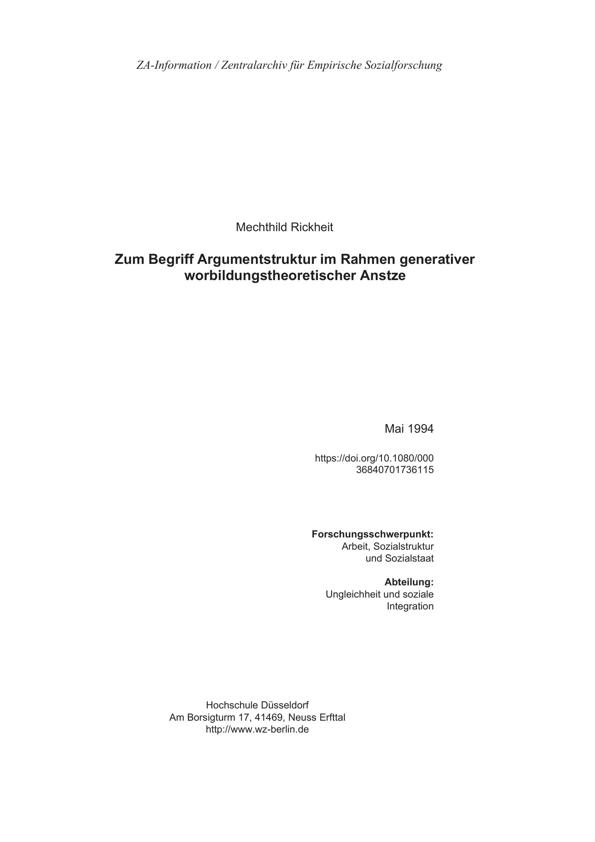 ZA-Information / Zentralarchiv für Empirische Sozialforschung
Mechthild Rickheit
Zum Begriff Argumentstruktur im Rahmen generativer
worbildungstheoretischer Anstze
Mai 1994
https://doi.org/10.1080/000
36840701736115
Forschungsschwerpunkt:
Arbeit, Sozialstruktur
und Sozialstaat
Abteilung:
Ungleichheit und soziale
Integration
Hochschule Düsseldorf
Am Borsigturm 17, 41469, Neuss Erfttal
http://www.wz-berlin.de